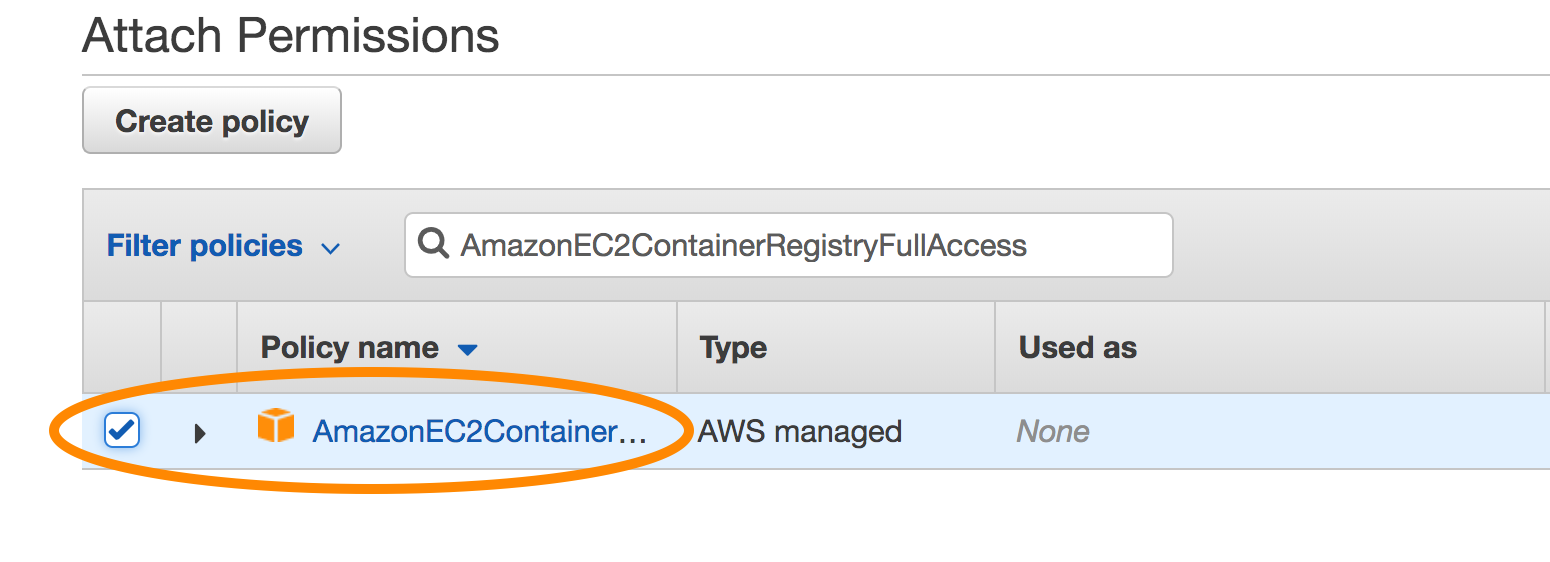 Attach Permissions
Create policy
Filter policies AmazonEC2ContainerRegistryFullAccess
Policy name Type Used as
AmazonEC2Container... AWS managed None